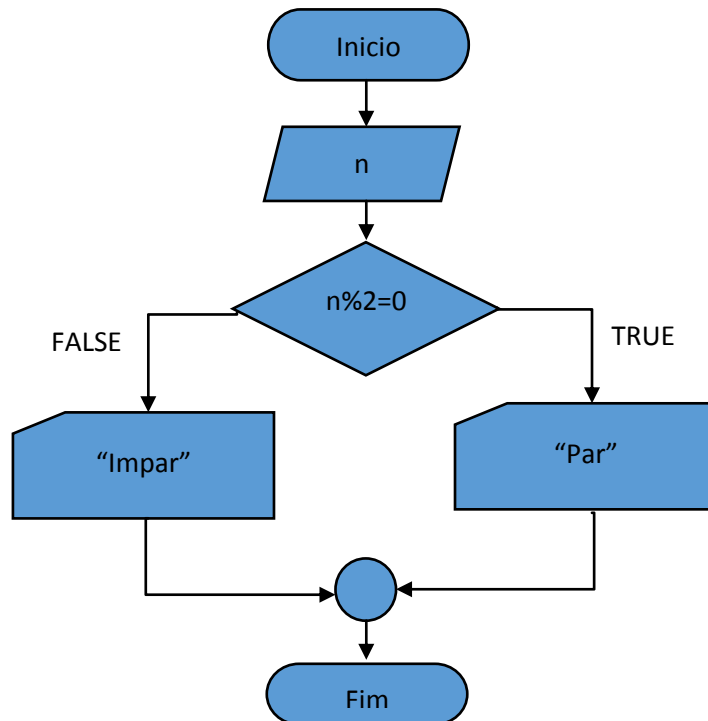 Inicio
n
n%2=0
FALSE
TRUE
“Impar”
“Par”
Fim